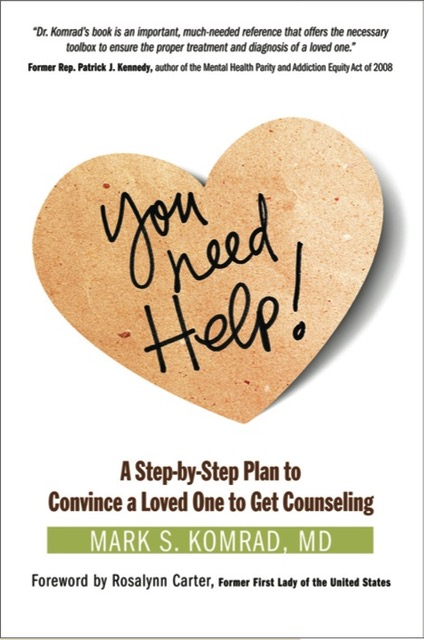 “Dr. Komrad’s book is an important, much-needed reference that offers the necessary
toolbox to ensure the proper treatment and diagnosis of a loved one.”
Former Rep. Patrick J. Kennedy, author of the Mental Health Parity and Addiction Equity Act of 2008
You
need
Help!
A Step-by-Step Plan to
Convince a Loved One to Get Counseling
MARK S. KOMRAD, MD
Foreword by Rosalynn Carter, Former First Lady of the United States